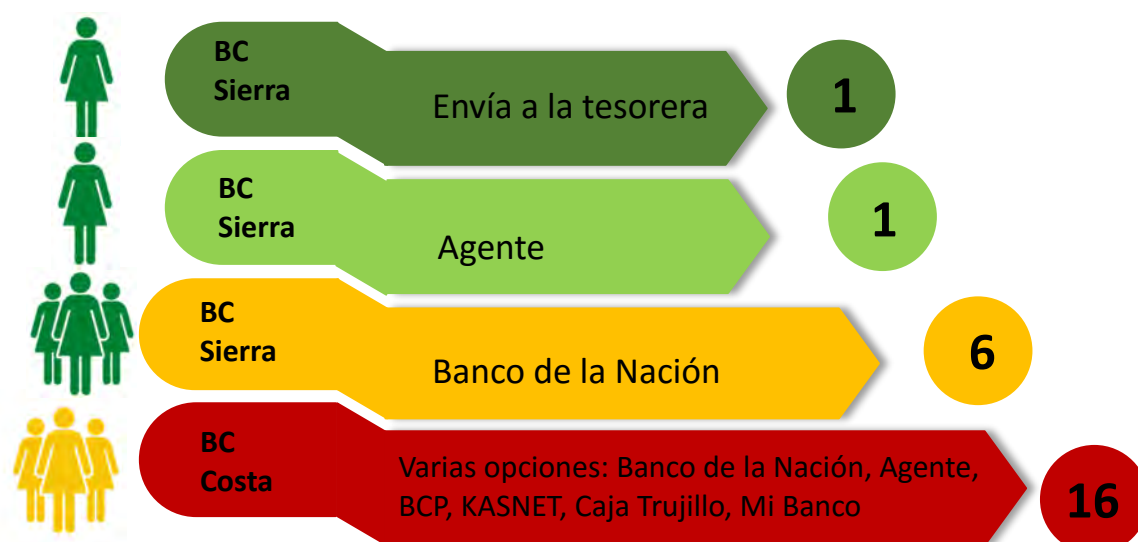 BC
Sierra
Envía a la tesorera
1
BC
Sierra
Agente
1
BC
Sierra
Banco de la Nación
6
BC
Costa
Varias opciones: Banco de la Nación, Agente,
BCP, KASNET, Caja Trujillo, Mi Banco
16